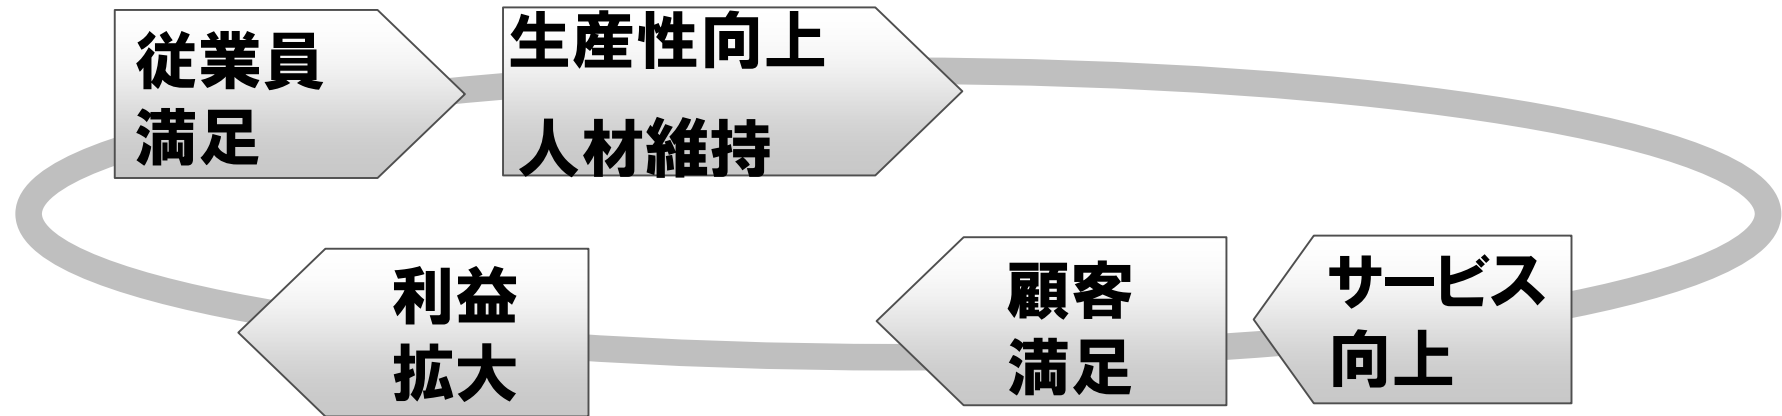 従業員
満足
生産性向上
人材維持
サービス
向上
顧客
満足
利益
拡大